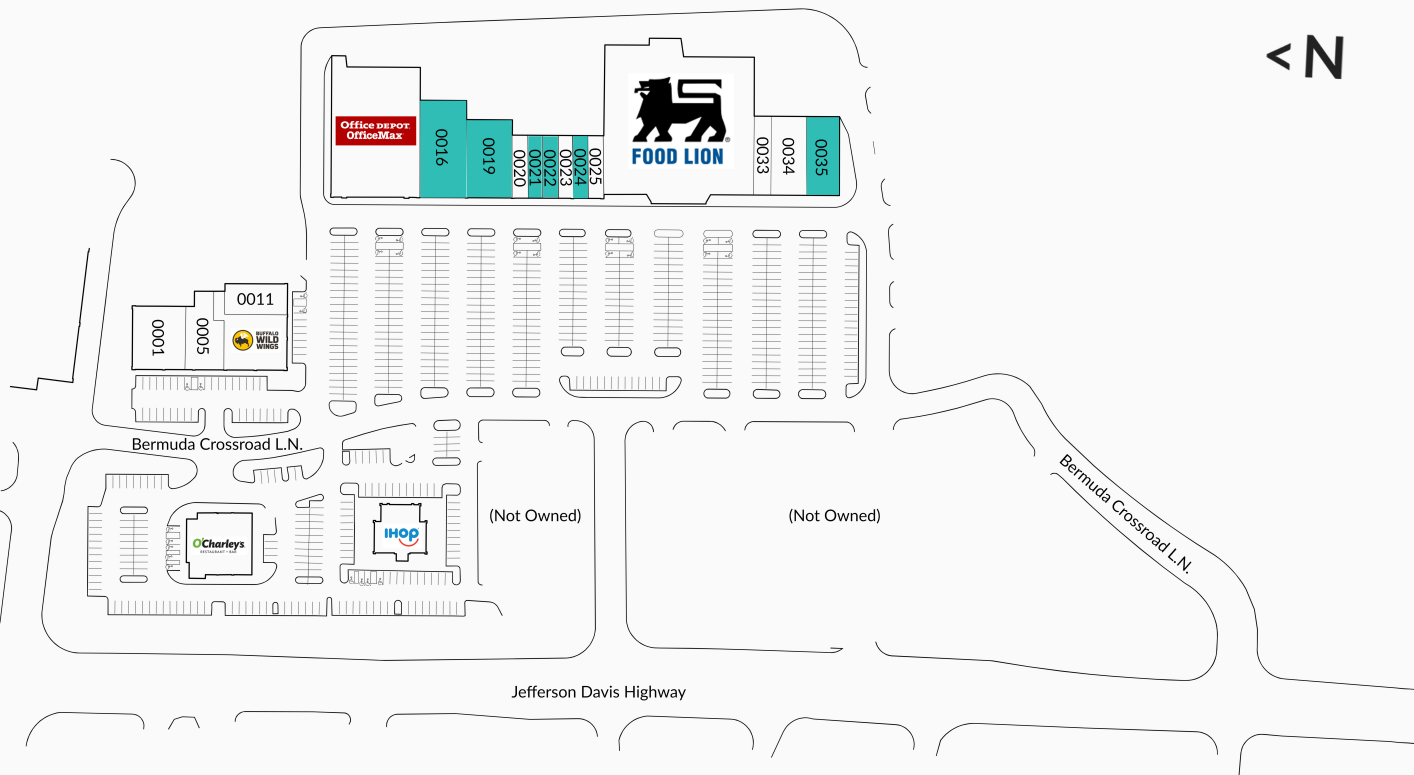 < N
Office DEPOT.
OfficeMax
0016
0019
0020
0021
0022
0023
0024
0025
FOOD LION
0033
0034
0035
0011
0001
0005
BUFFALO
WILD
WINGS
Bermuda Crossroad L.N.
Bermuda Crossroad L.N.
O'Charleys
RESTAURANT + BAR
IHOP
(Not Owned)
(Not Owned)
Jefferson Davis Highway